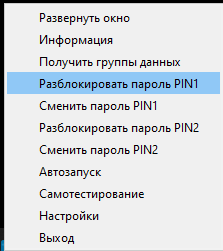 Развернуть окно
Информация
Получить группы данных
Разблокировать пароль PIN1
Сменить пароль PIN1
Разблокировать пароль PIN2
Сменить пароль PIN2
Автозапуск
Самотестирование
Настройки
Выход